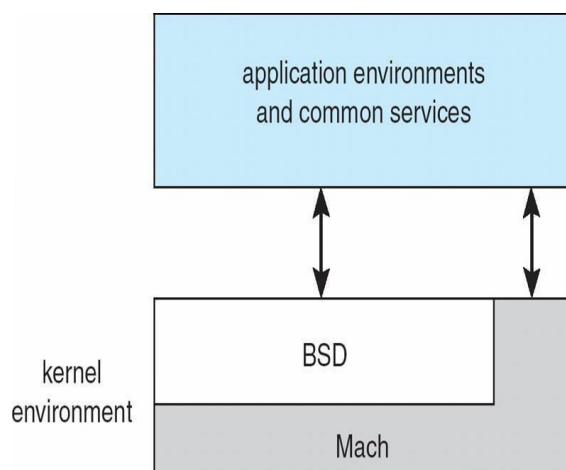 application environments
and common services
BSD
kernel
environment
Mach